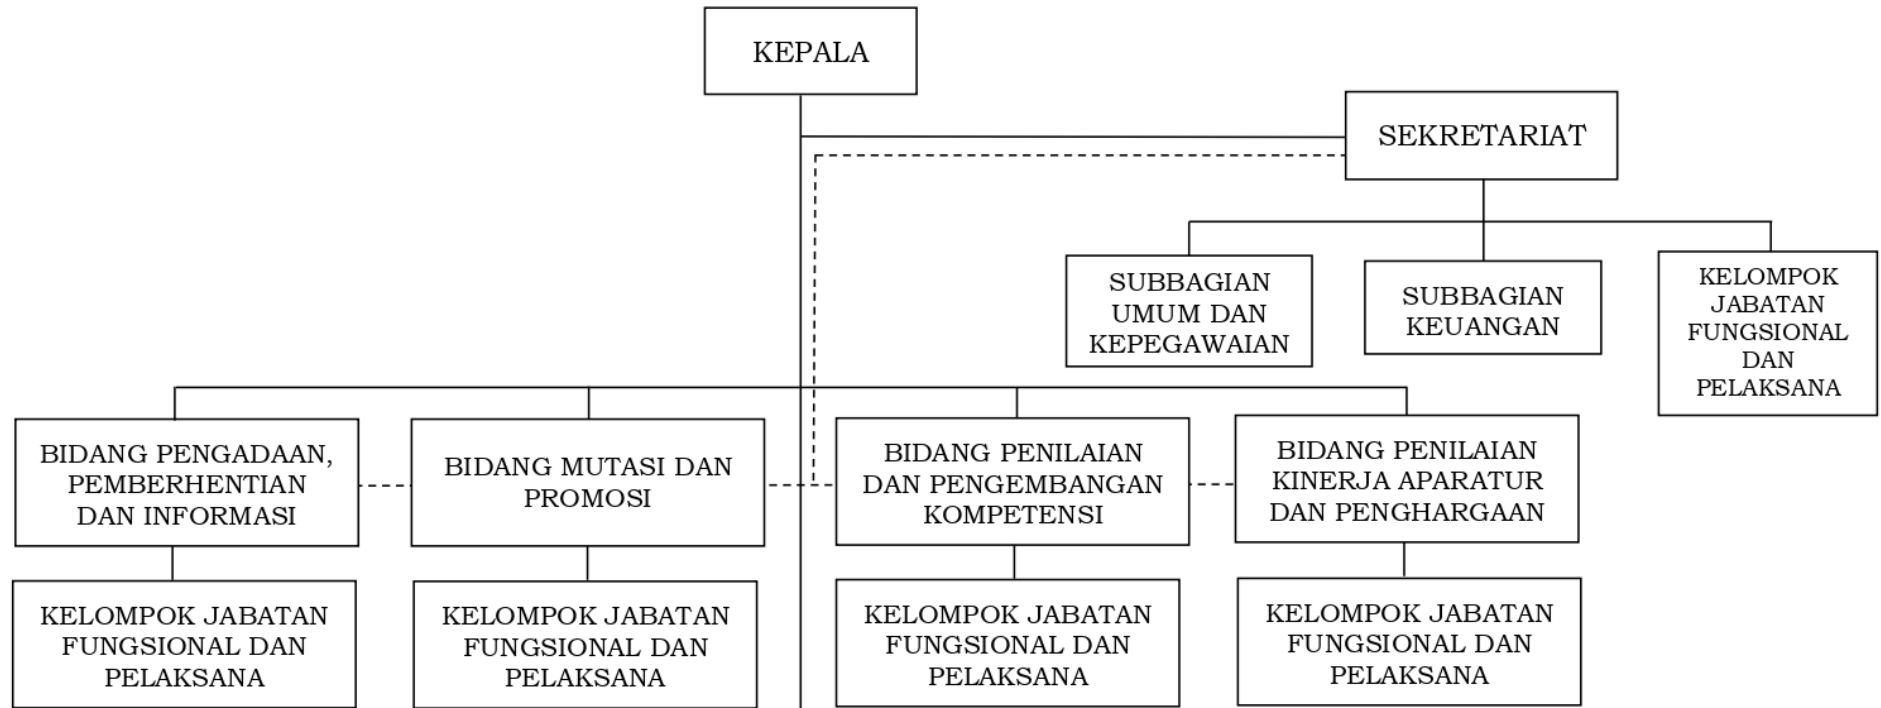 KEPALA
SEKRETARIAT
SUBBAGIAN
UMUM DAN
KEPEGAWAIAN
SUBBAGIAN
KEUANGAN
KELOMPOK
JABATAN
FUNGSIONAL
DAN
PELAKSANA
BIDANG PENGADAAN,
PEMBERHENTIAN
DAN INFORMASI
BIDANG MUTASI DAN
PROMOSI
BIDANG PENILAIAN
DAN PENGEMBANGAN
KOMPETENSI
BIDANG PENILAIAN
KINERJA APARATUR
DAN PENGHARGAAN
KELOMPOK JABATAN
FUNGSIONAL DAN
PELAKSANA
KELOMPOK JABATAN
FUNGSIONAL DAN
PELAKSANA
KELOMPOK JABATAN
FUNGSIONAL DAN
PELAKSANA
KELOMPOK JABATAN
FUNGSIONAL DAN
PELAKSANA